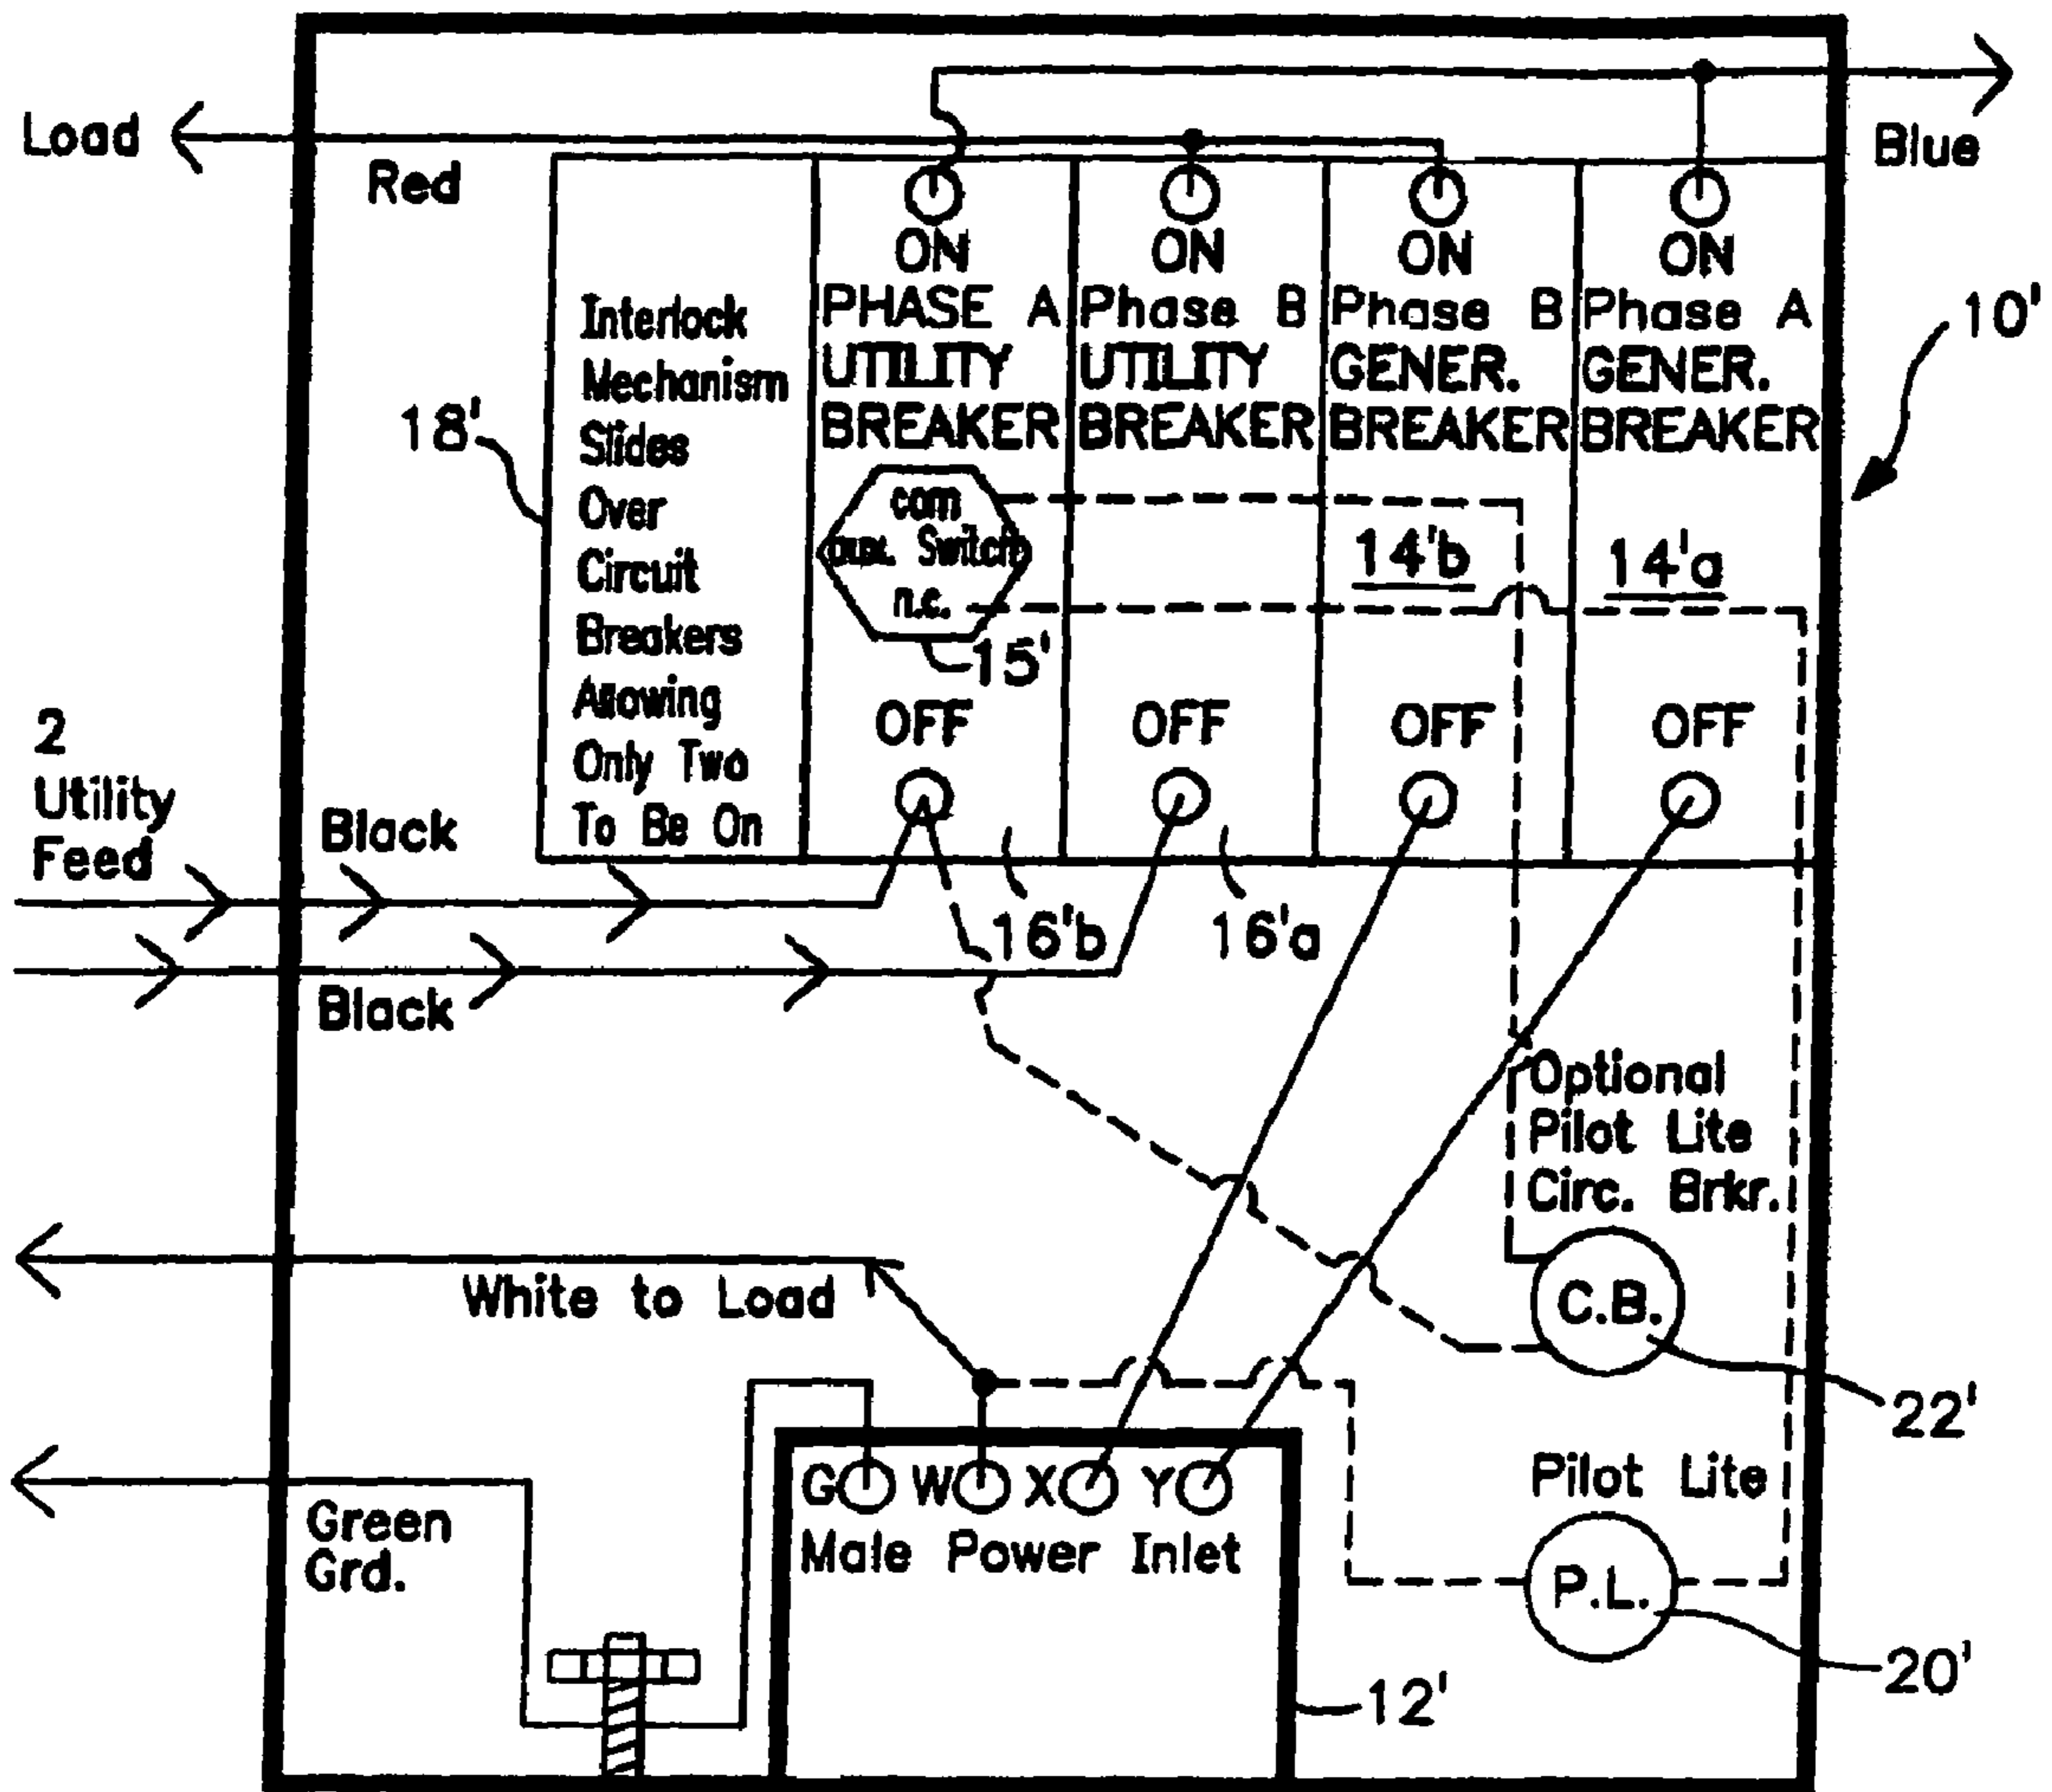 Load
Red
Blue
ON
ON
ON
ON
PHASE A
UTILITY
BREAKER
Phase B
UTILITY
BREAKER
Phase B
GENER.
BREAKER
Phase A
GENER.
BREAKER
10'
Interlock
Mechanism
Slides
Over
Circuit
Breakers
Allowing
Only Two
To Be On
18'
com
aux. Switch
n.c.
15'
14'b
14'a
OFF
OFF
OFF
OFF
2
Utility
Feed
Black
Black
16'b
16'a
Optional
Pilot Lite
Circ. Brkr.
C.B.
22'
White to Load
G W X Y
Male Power Inlet
Green
Grd.
Pilot Lite
P.L.
20'
12'